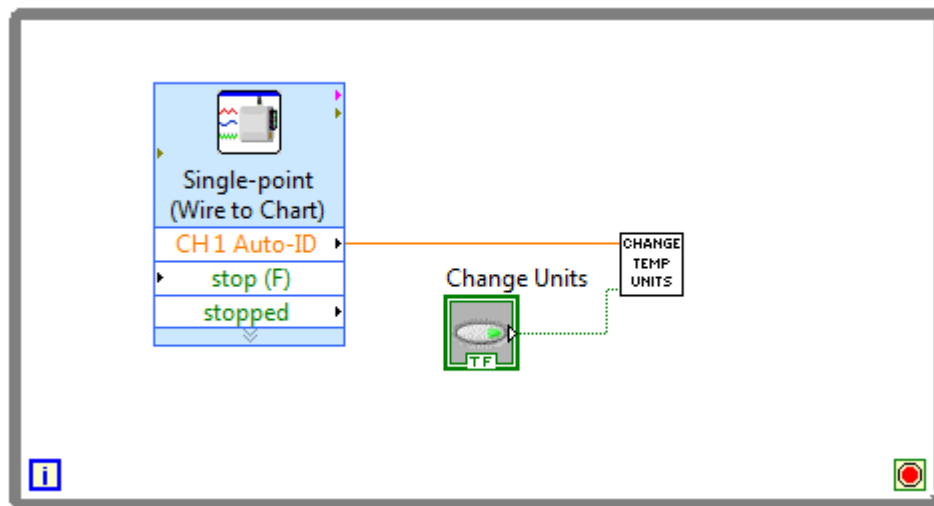 Single-point
(Wire to Chart)
CH 1 Auto-ID
stop (F)
stopped
Change Units
TF
CHANGE
TEMP
UNITS
i